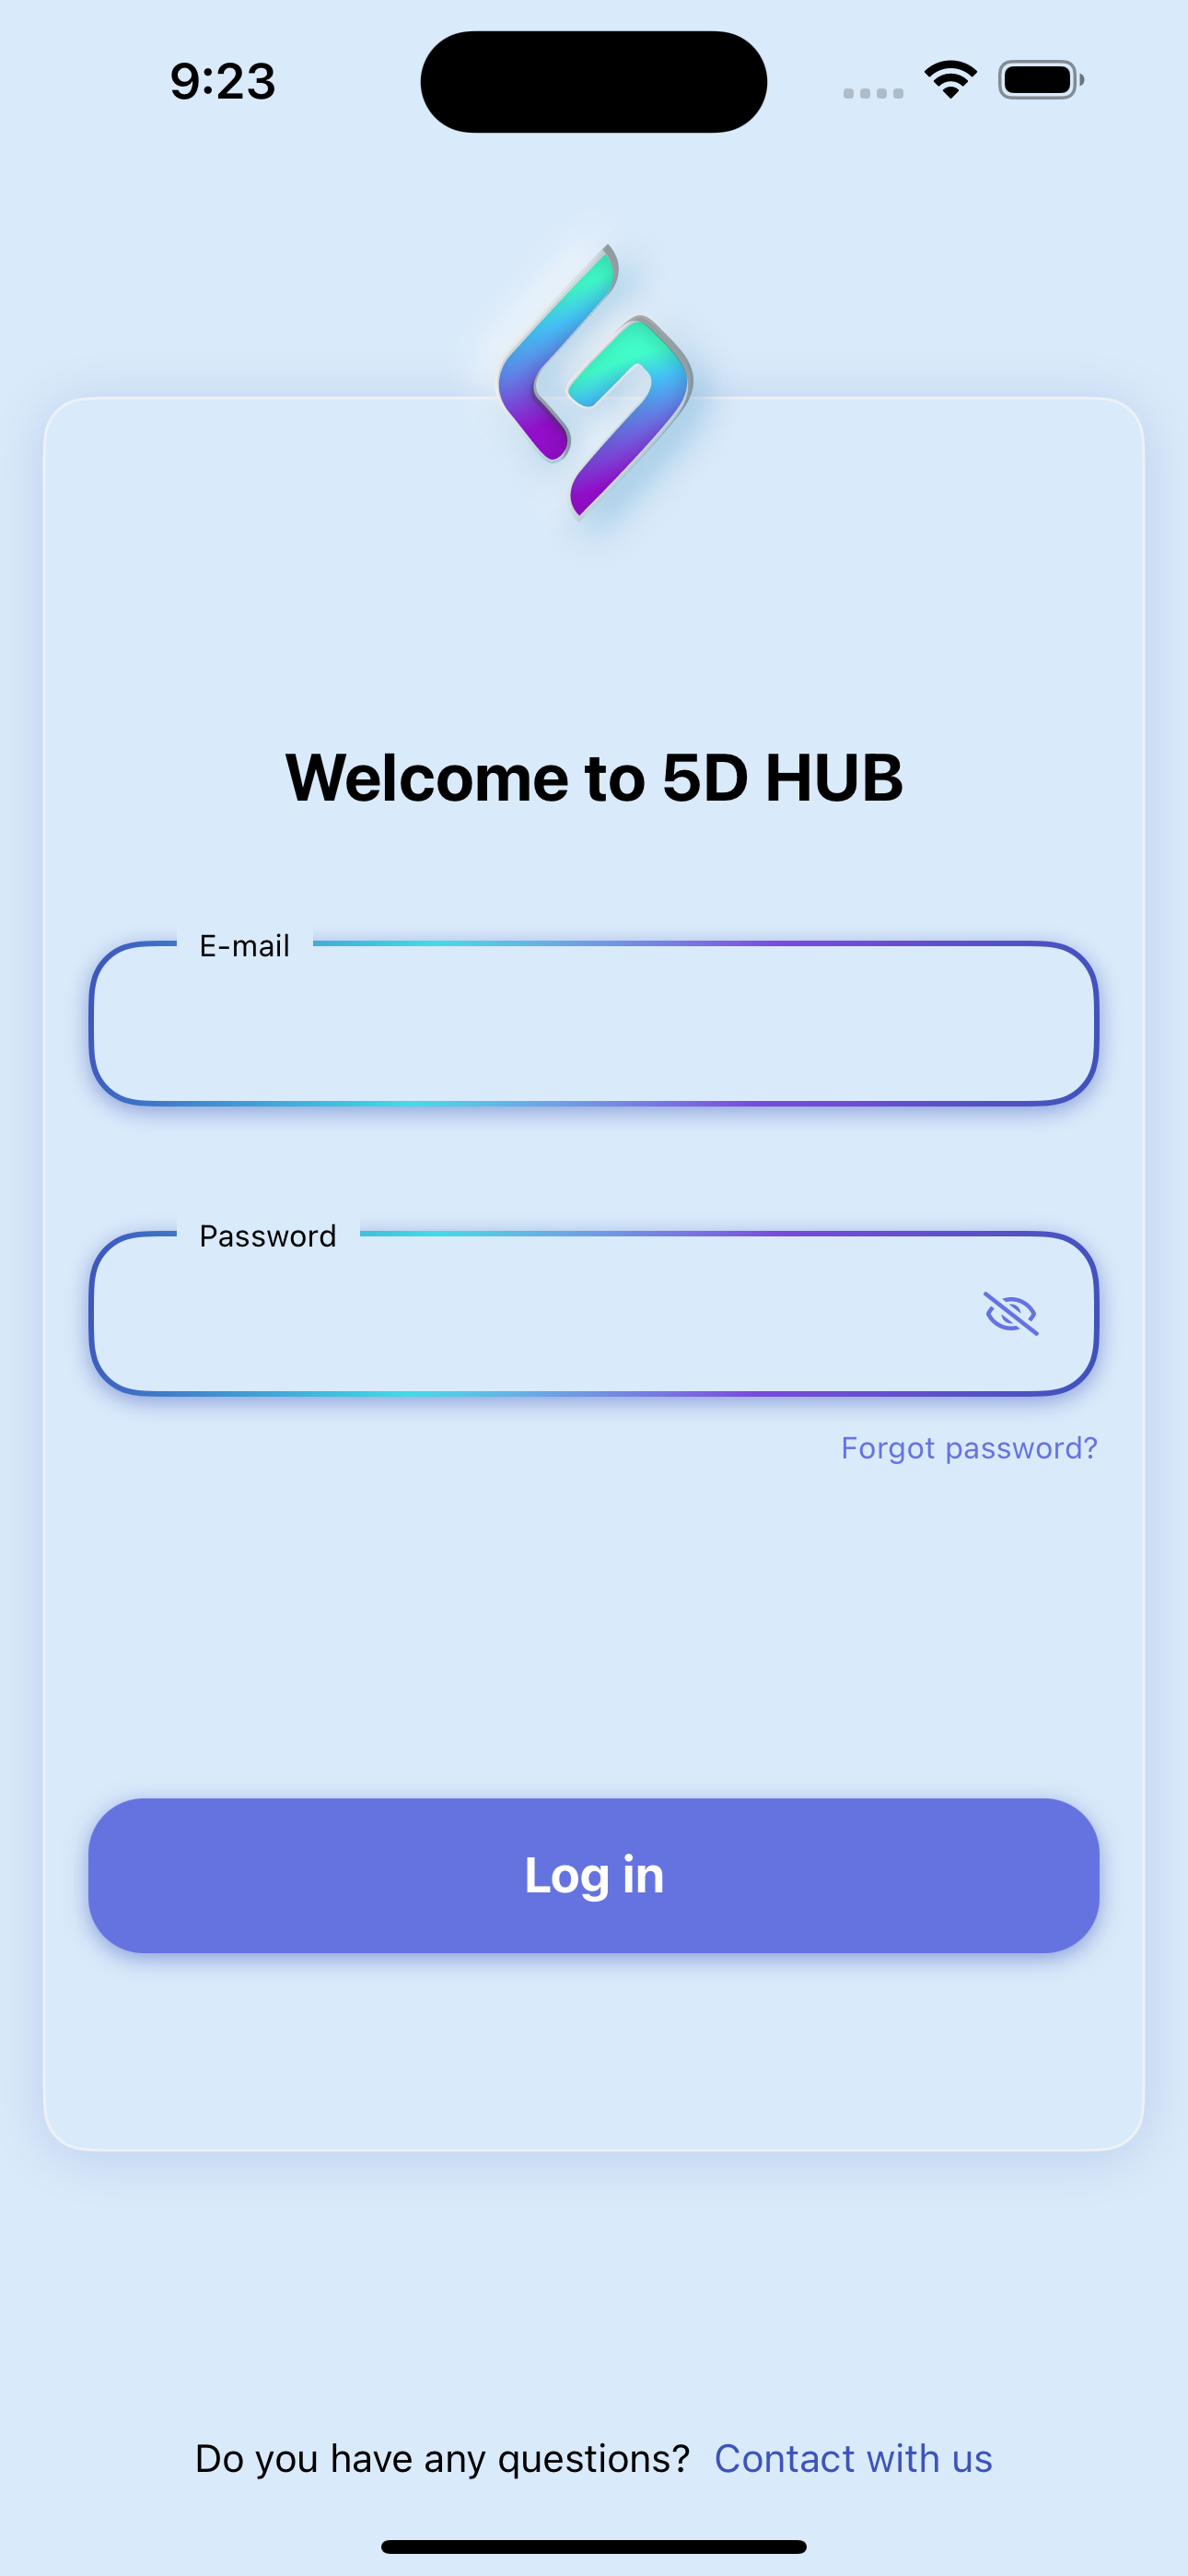 9:23
Welcome to 5D HUB
E-mail
Password
Forgot password?
Log in
Do you have any questions? Contact with us